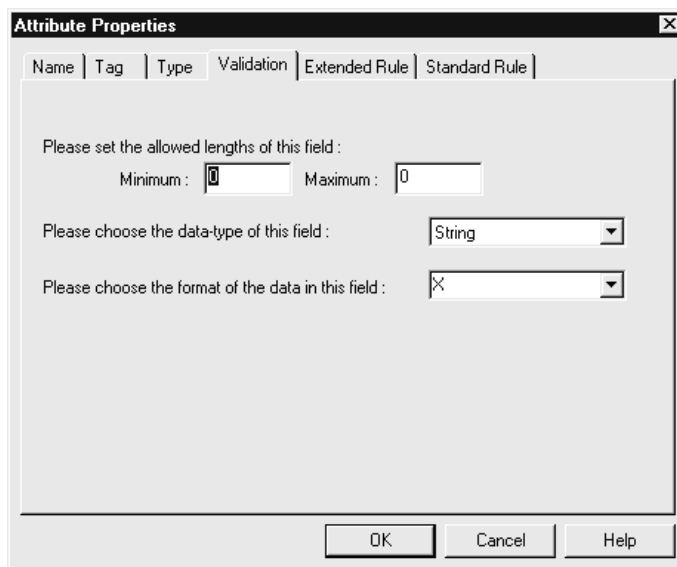 Attribute Properties
Name Tag Type Validation Extended Rule Standard Rule
Please set the allowed lengths of this field :
Minimum : 0 Maximum : 0
Please choose the data-type of this field : String
Please choose the format of the data in this field : X
OK Cancel Help